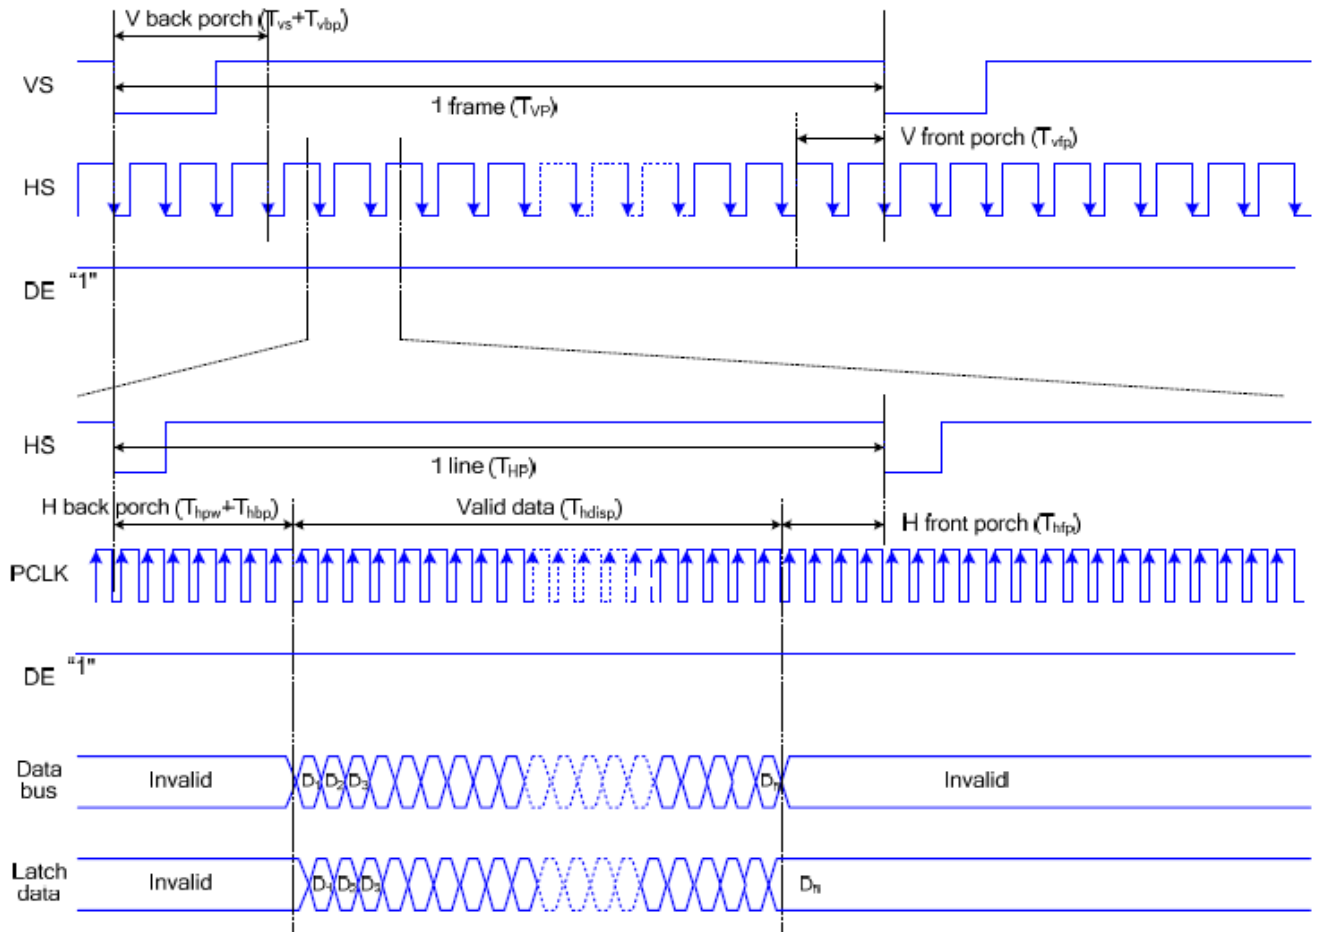 V back porch (Tvs+Tvbp)
VS
1 frame (TVP)
V front porch (Tvfp)
HS
DE "1"
HS
1 line (THP)
H back porch (Thpw+Thbp)
Valid data (Thdisp)
H front porch (Thfp)
PCLK
DE "1"
Data
bus
Invalid
D1 D2 D3
Dn
Invalid
Latch
data
Invalid
D1 D2 D3
Dn